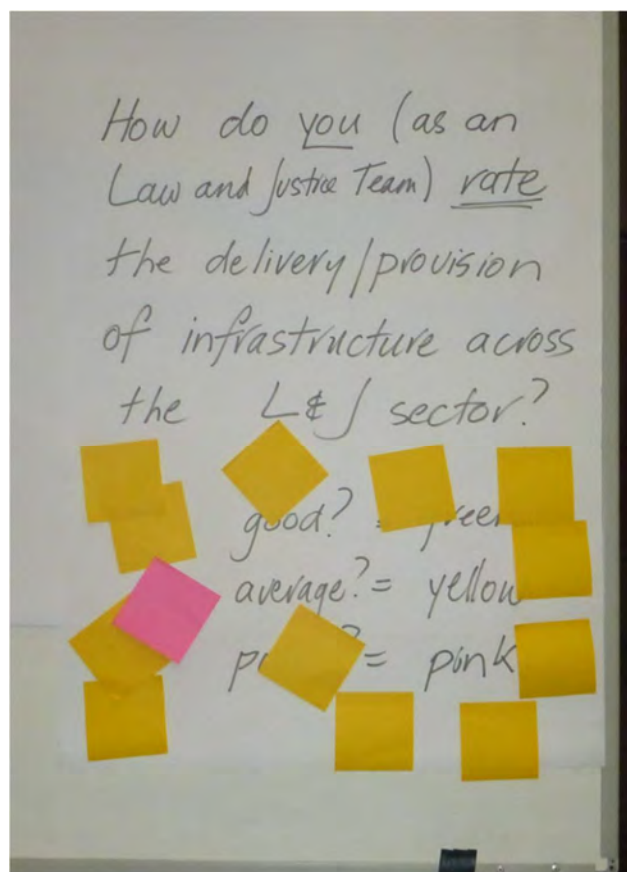 How do you (as an
Law and Justice Team) rate
the delivery/provision
of infrastructure across
the L & J sector?
good? = green
average? = yellow
= pink